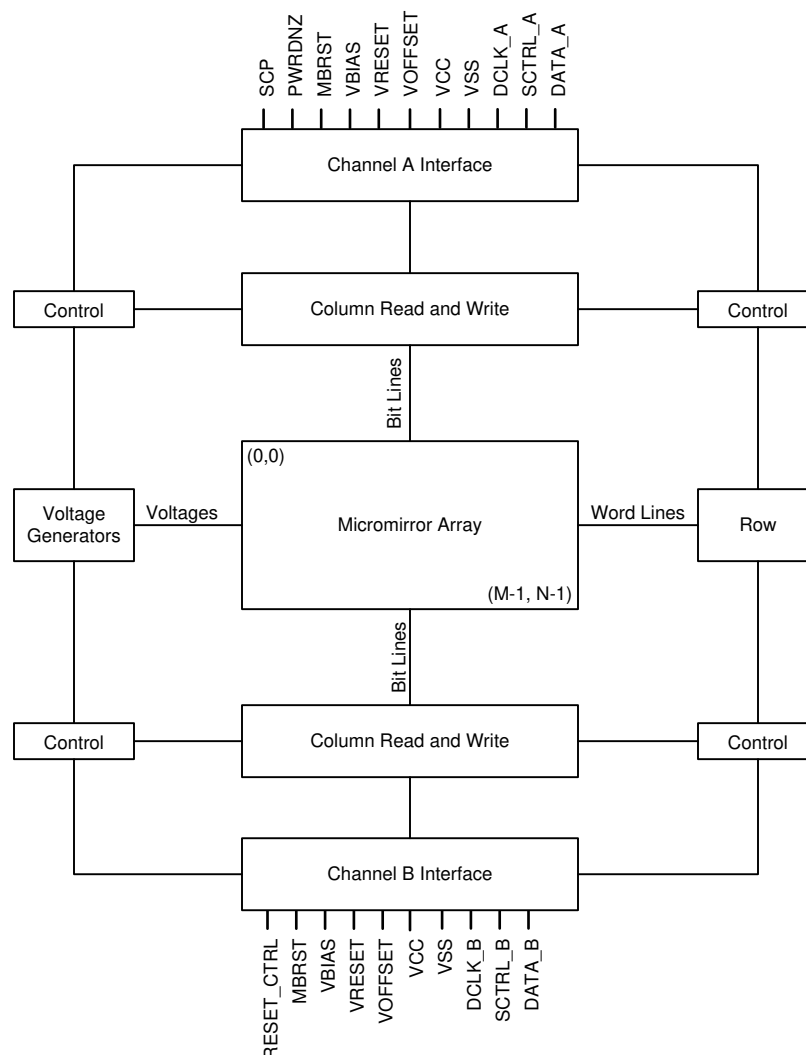 SCP
PWRDNZ
MBRST
VBIAS
VRESET
VOFFSET
VCC
VSS
DCLK_A
SCTRL_A
DATA_A
Channel A Interface
Control
Column Read and Write
Control
Bit Lines
(0,0)
Voltage
Generators
Voltages
Micromirror Array
Word Lines
Row
(M-1, N-1)
Bit Lines
Control
Column Read and Write
Control
Channel B Interface
RESET_CTRL
MBRST
VBIAS
VRESET
VOFFSET
VCC
VSS
DCLK_B
SCTRL_B
DATA_B